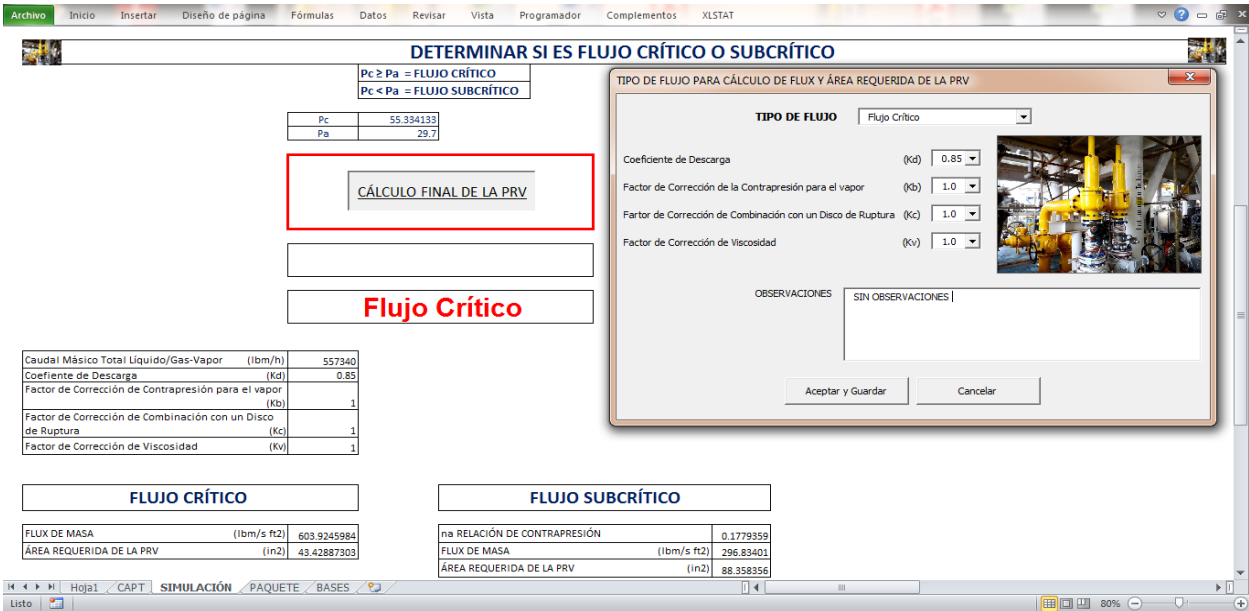 Archivo Inicio Insertar Diseño de página Fórmulas Datos Revisar Vista Programador Complementos XLSTAT
DETERMINAR SI ES FLUJO CRÍTICO O SUBCRÍTICO
Pc ≥ Pa = FLUJO CRÍTICO
Pc < Pa = FLUJO SUBCRÍTICO
Pc 55.334133
Pa 29.7
CÁLCULO FINAL DE LA PRV
Flujo Crítico
TIPO DE FLUJO PARA CÁLCULO DE FLUX Y ÁREA REQUERIDA DE LA PRV
TIPO DE FLUJO Flujo Crítico
Coeficiente de Descarga (Kd) 0.85
Factor de Corrección de la Contrapresión para el vapor (Kb) 1.0
Fartor de Corrección de Combinación con un Disco de Ruptura (Kc) 1.0
Factor de Corrección de Viscosidad (Kv) 1.0
OBSERVACIONES SIN OBSERVACIONES
Aceptar y Guardar Cancelar
Caudal Másico Total Líquido/Gas-Vapor (lbm/h) 557340
Coefiente de Descarga (Kd) 0.85
Factor de Corrección de Contrapresión para el vapor
(Kb) 1
Factor de Corrección de Combinación con un Disco
de Ruptura (Kc) 1
Factor de Corrección de Viscosidad (Kv) 1
FLUJO CRÍTICO
FLUX DE MASA (lbm/s ft2) 603.9245984
ÁREA REQUERIDA DE LA PRV (in2) 43.42887303
FLUJO SUBCRÍTICO
na RELACIÓN DE CONTRAPRESIÓN 0.1779359
FLUX DE MASA (lbm/s ft2) 296.83401
ÁREA REQUERIDA DE LA PRV (in2) 88.358356
Hoja1 CAPT SIMULACIÓN PAQUETE BASES
Listo 80%